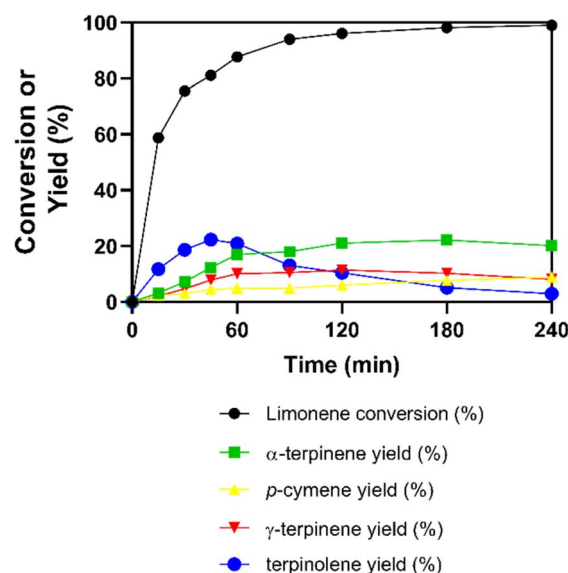 Conversion or
Yield (%)
100
80
60
40
20
0
0
60
120
180
240
Time (min)
Limonene conversion (%)
α-terpinene yield (%)
p-cymene yield (%)
γ-terpinene yield (%)
terpinolene yield (%)